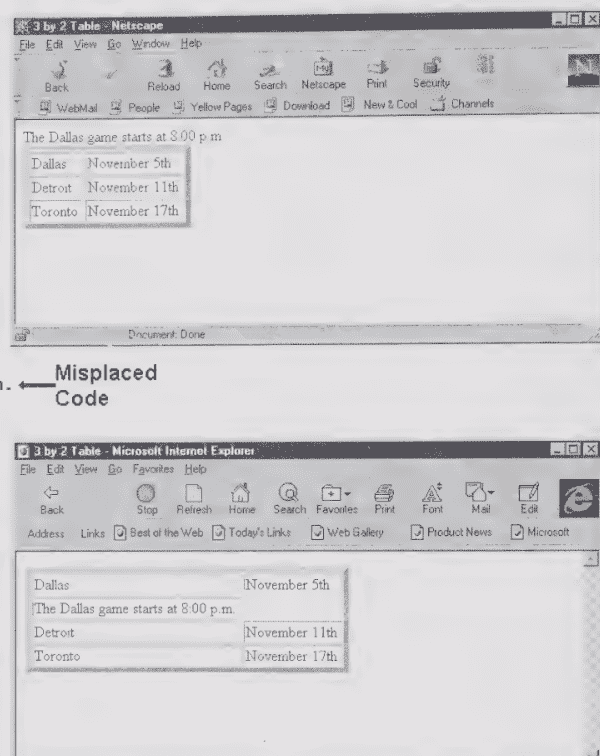 3 by 2 Table - Netscape
File Edit View Go Window Help
Back Reload Home Search Netscape Print Security
WebMail People Yellow Pages Download New & Cool Channels
The Dallas game starts at 8:00 p.m
Dallas November 5th
Detroit November 11th
Toronto November 17th
Document: Done
Misplaced
Code
3 by 2 Table - Microsoft Internet Explorer
File Edit View Go Favorites Help
Back Stop Refresh Home Search Favorites Print Font Mail Edit
Address Links Best of the Web Today's Links Web Gallery Product News Microsoft
Dallas November 5th
The Dallas game starts at 8:00 p.m.
Detroit November 11th
Toronto November 17th